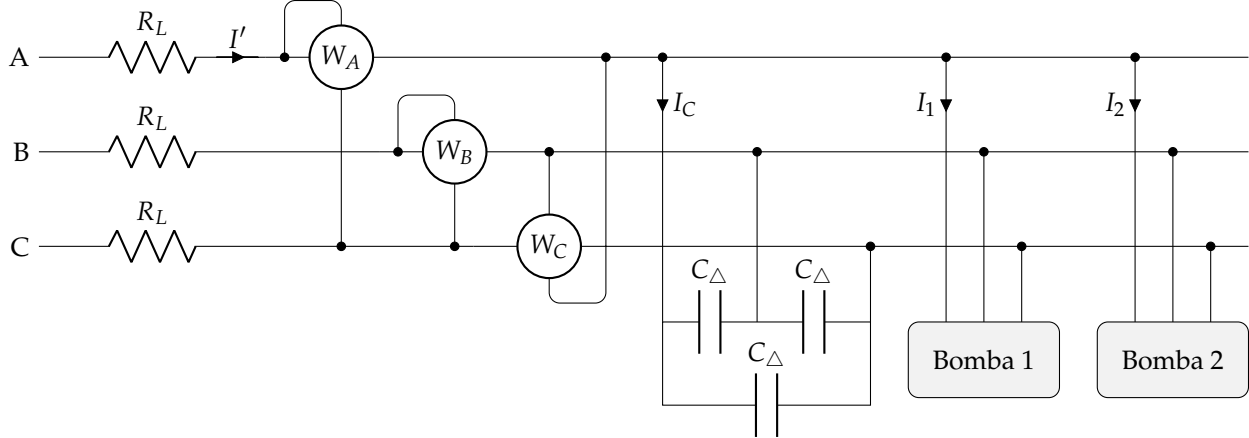 R_L
I′
A
W_A
I_C
I_1
I_2
R_L
B
W_B
R_L
C
W_C
C_△
C_△
C_△
Bomba 1
Bomba 2